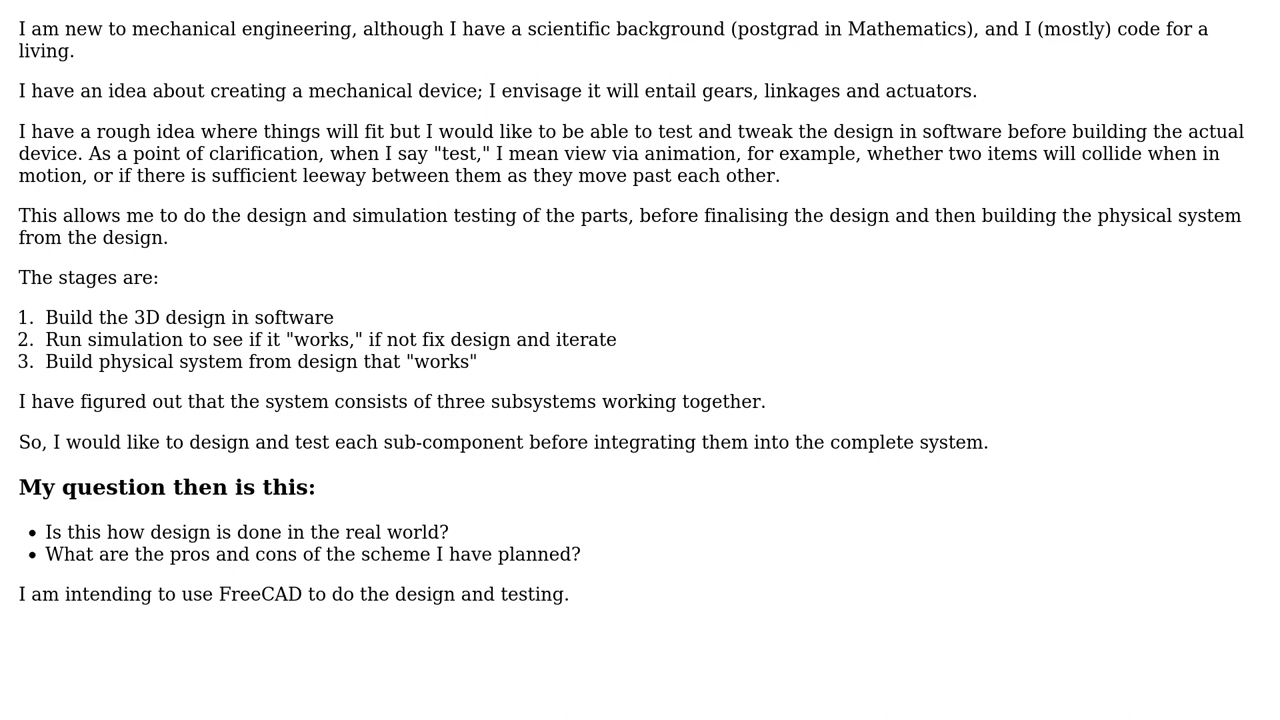 I am new to mechanical engineering, although I have a scientific background (postgrad in Mathematics), and I (mostly) code for a
living.
I have an idea about creating a mechanical device; I envisage it will entail gears, linkages and actuators.
I have a rough idea where things will fit but I would like to be able to test and tweak the design in software before building the actual
device. As a point of clarification, when I say "test," I mean view via animation, for example, whether two items will collide when in
motion, or if there is sufficient leeway between them as they move past each other.
This allows me to do the design and simulation testing of the parts, before finalising the design and then building the physical system
from the design.
The stages are:
1. Build the 3D design in software
2. Run simulation to see if it "works," if not fix design and iterate
3. Build physical system from design that "works"
I have figured out that the system consists of three subsystems working together.
So, I would like to design and test each sub-component before integrating them into the complete system.
My question then is this:
• Is this how design is done in the real world?
• What are the pros and cons of the scheme I have planned?
I am intending to use FreeCAD to do the design and testing.